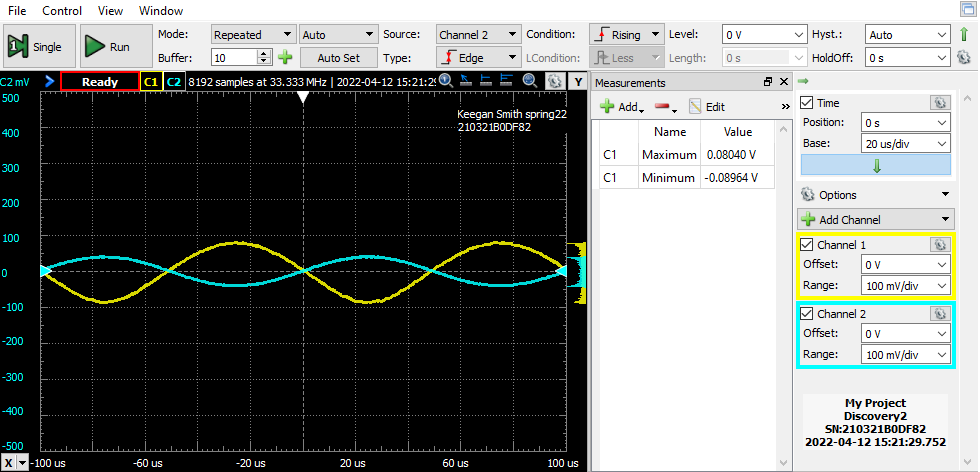 File Control View Window
Single Run Mode: Repeated Auto Source: Channel 2 Condition: Rising Level: 0 V Hyst.: Auto
Buffer: 10 Auto Set Type: Edge LCondition: Less Length: 0 s HoldOff: 0 s
C2 mV Ready C1 C2 8192 samples at 33.333 MHz | 2022-04-12 15:21:29 Y
500
400
300
200
100
0
-100
-200
-300
-400
-500
Keegan Smith spring22
210321B0DF82
X -100 us -60 us -20 us 20 us 60 us 100 us
Measurements
Add Edit »
Name Value
C1 Maximum 0.08040 V
C1 Minimum -0.08964 V
Time
Position: 0 s
Base: 20 us/div
Options
Add Channel
Channel 1
Offset: 0 V
Range: 100 mV/div
Channel 2
Offset: 0 V
Range: 100 mV/div
My Project
Discovery2
SN:210321B0DF82
2022-04-12 15:21:29.752